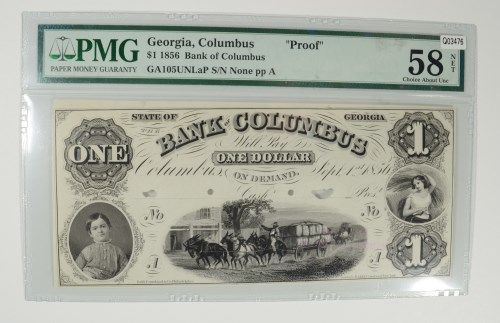 PMG
PAPER MONEY GUARANTY
Georgia, Columbus "Proof"
$1 1856 Bank of Columbus
GA105UNLaP S/N None pp A
Q03476
58 NET
Choice About Unc
STATE OF GEORGIA
THE
BANK OF COLUMBUS
ONE
Will Pay
ONE DOLLAR
1
Columbus, ON DEMAND. Sept. 1st 1856
Cash. Pres.
No No
A A
1